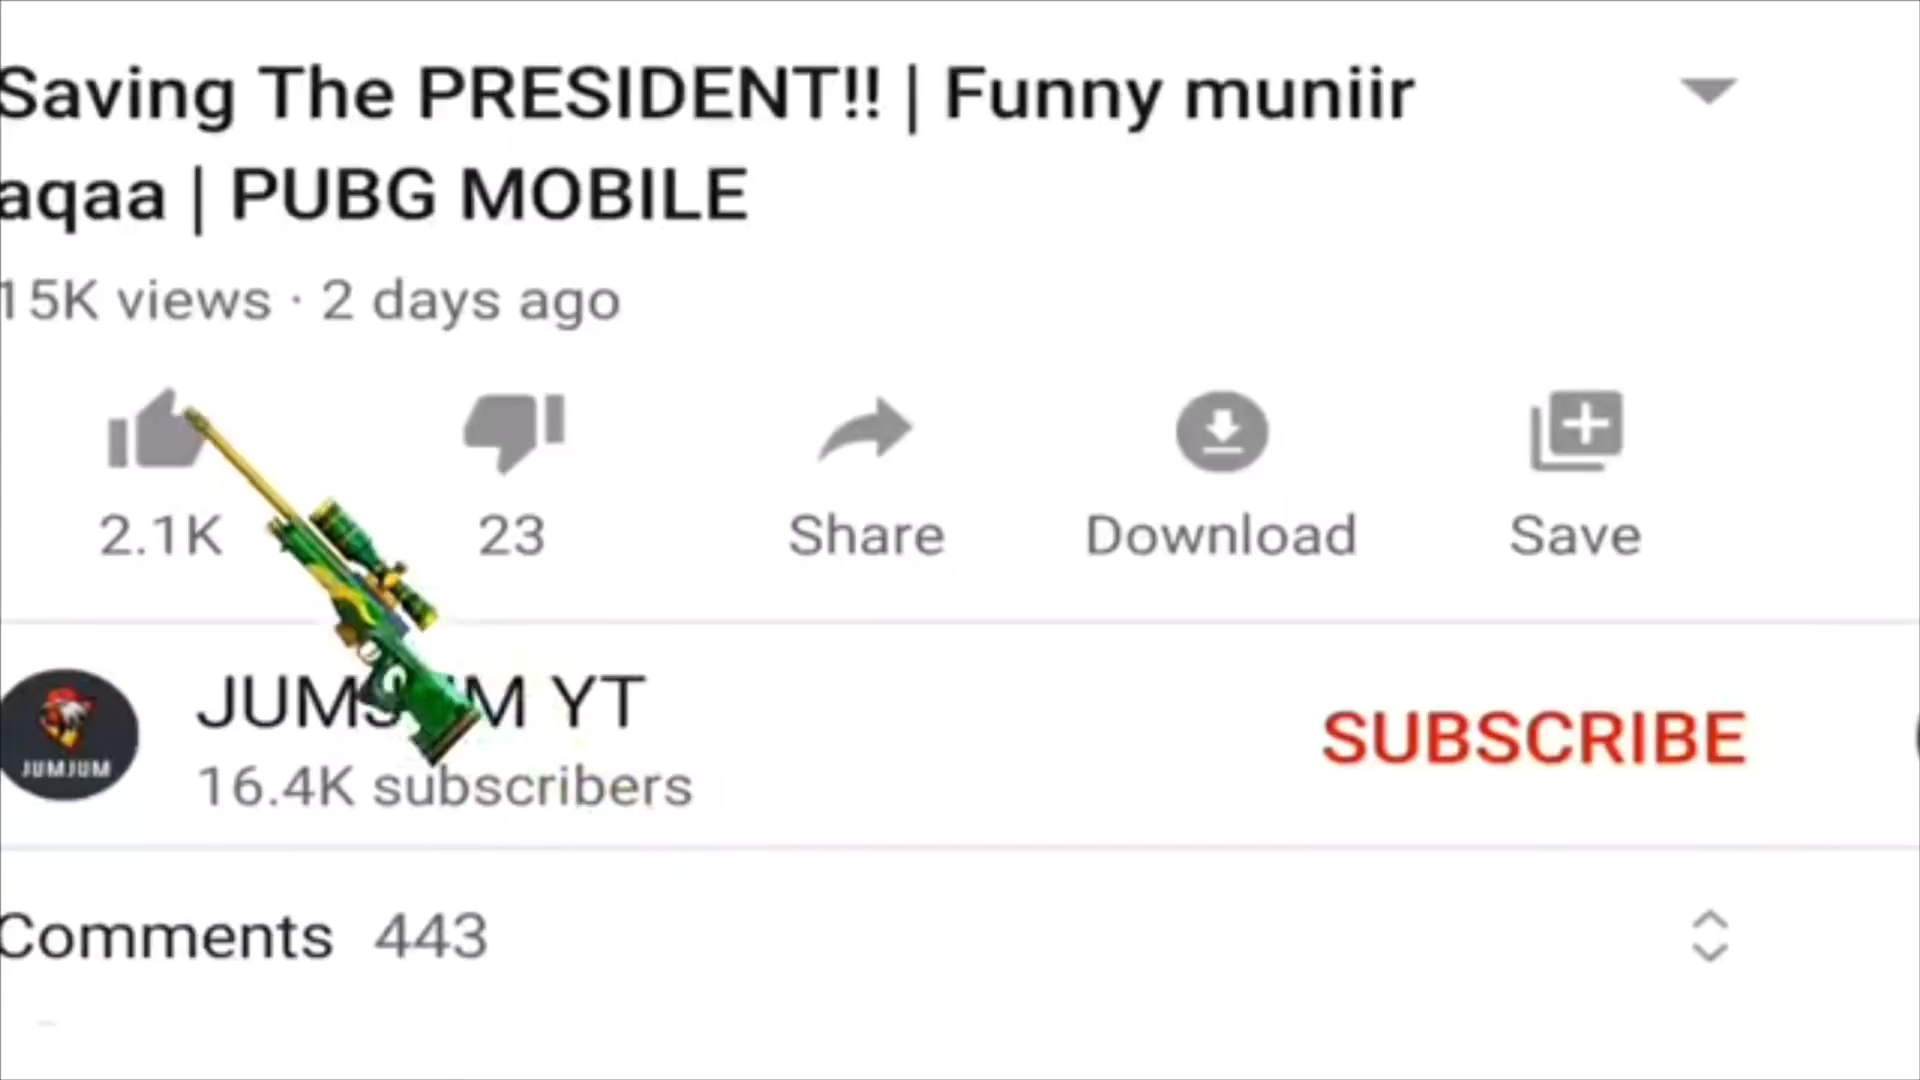 Saving The PRESIDENT!! | Funny muniir
aqaa | PUBG MOBILE
15K views · 2 days ago
2.1K
23
Share
Download
Save
JUMJUM YT
JUMJUM
SUBSCRIBE
16.4K subscribers
Comments 443